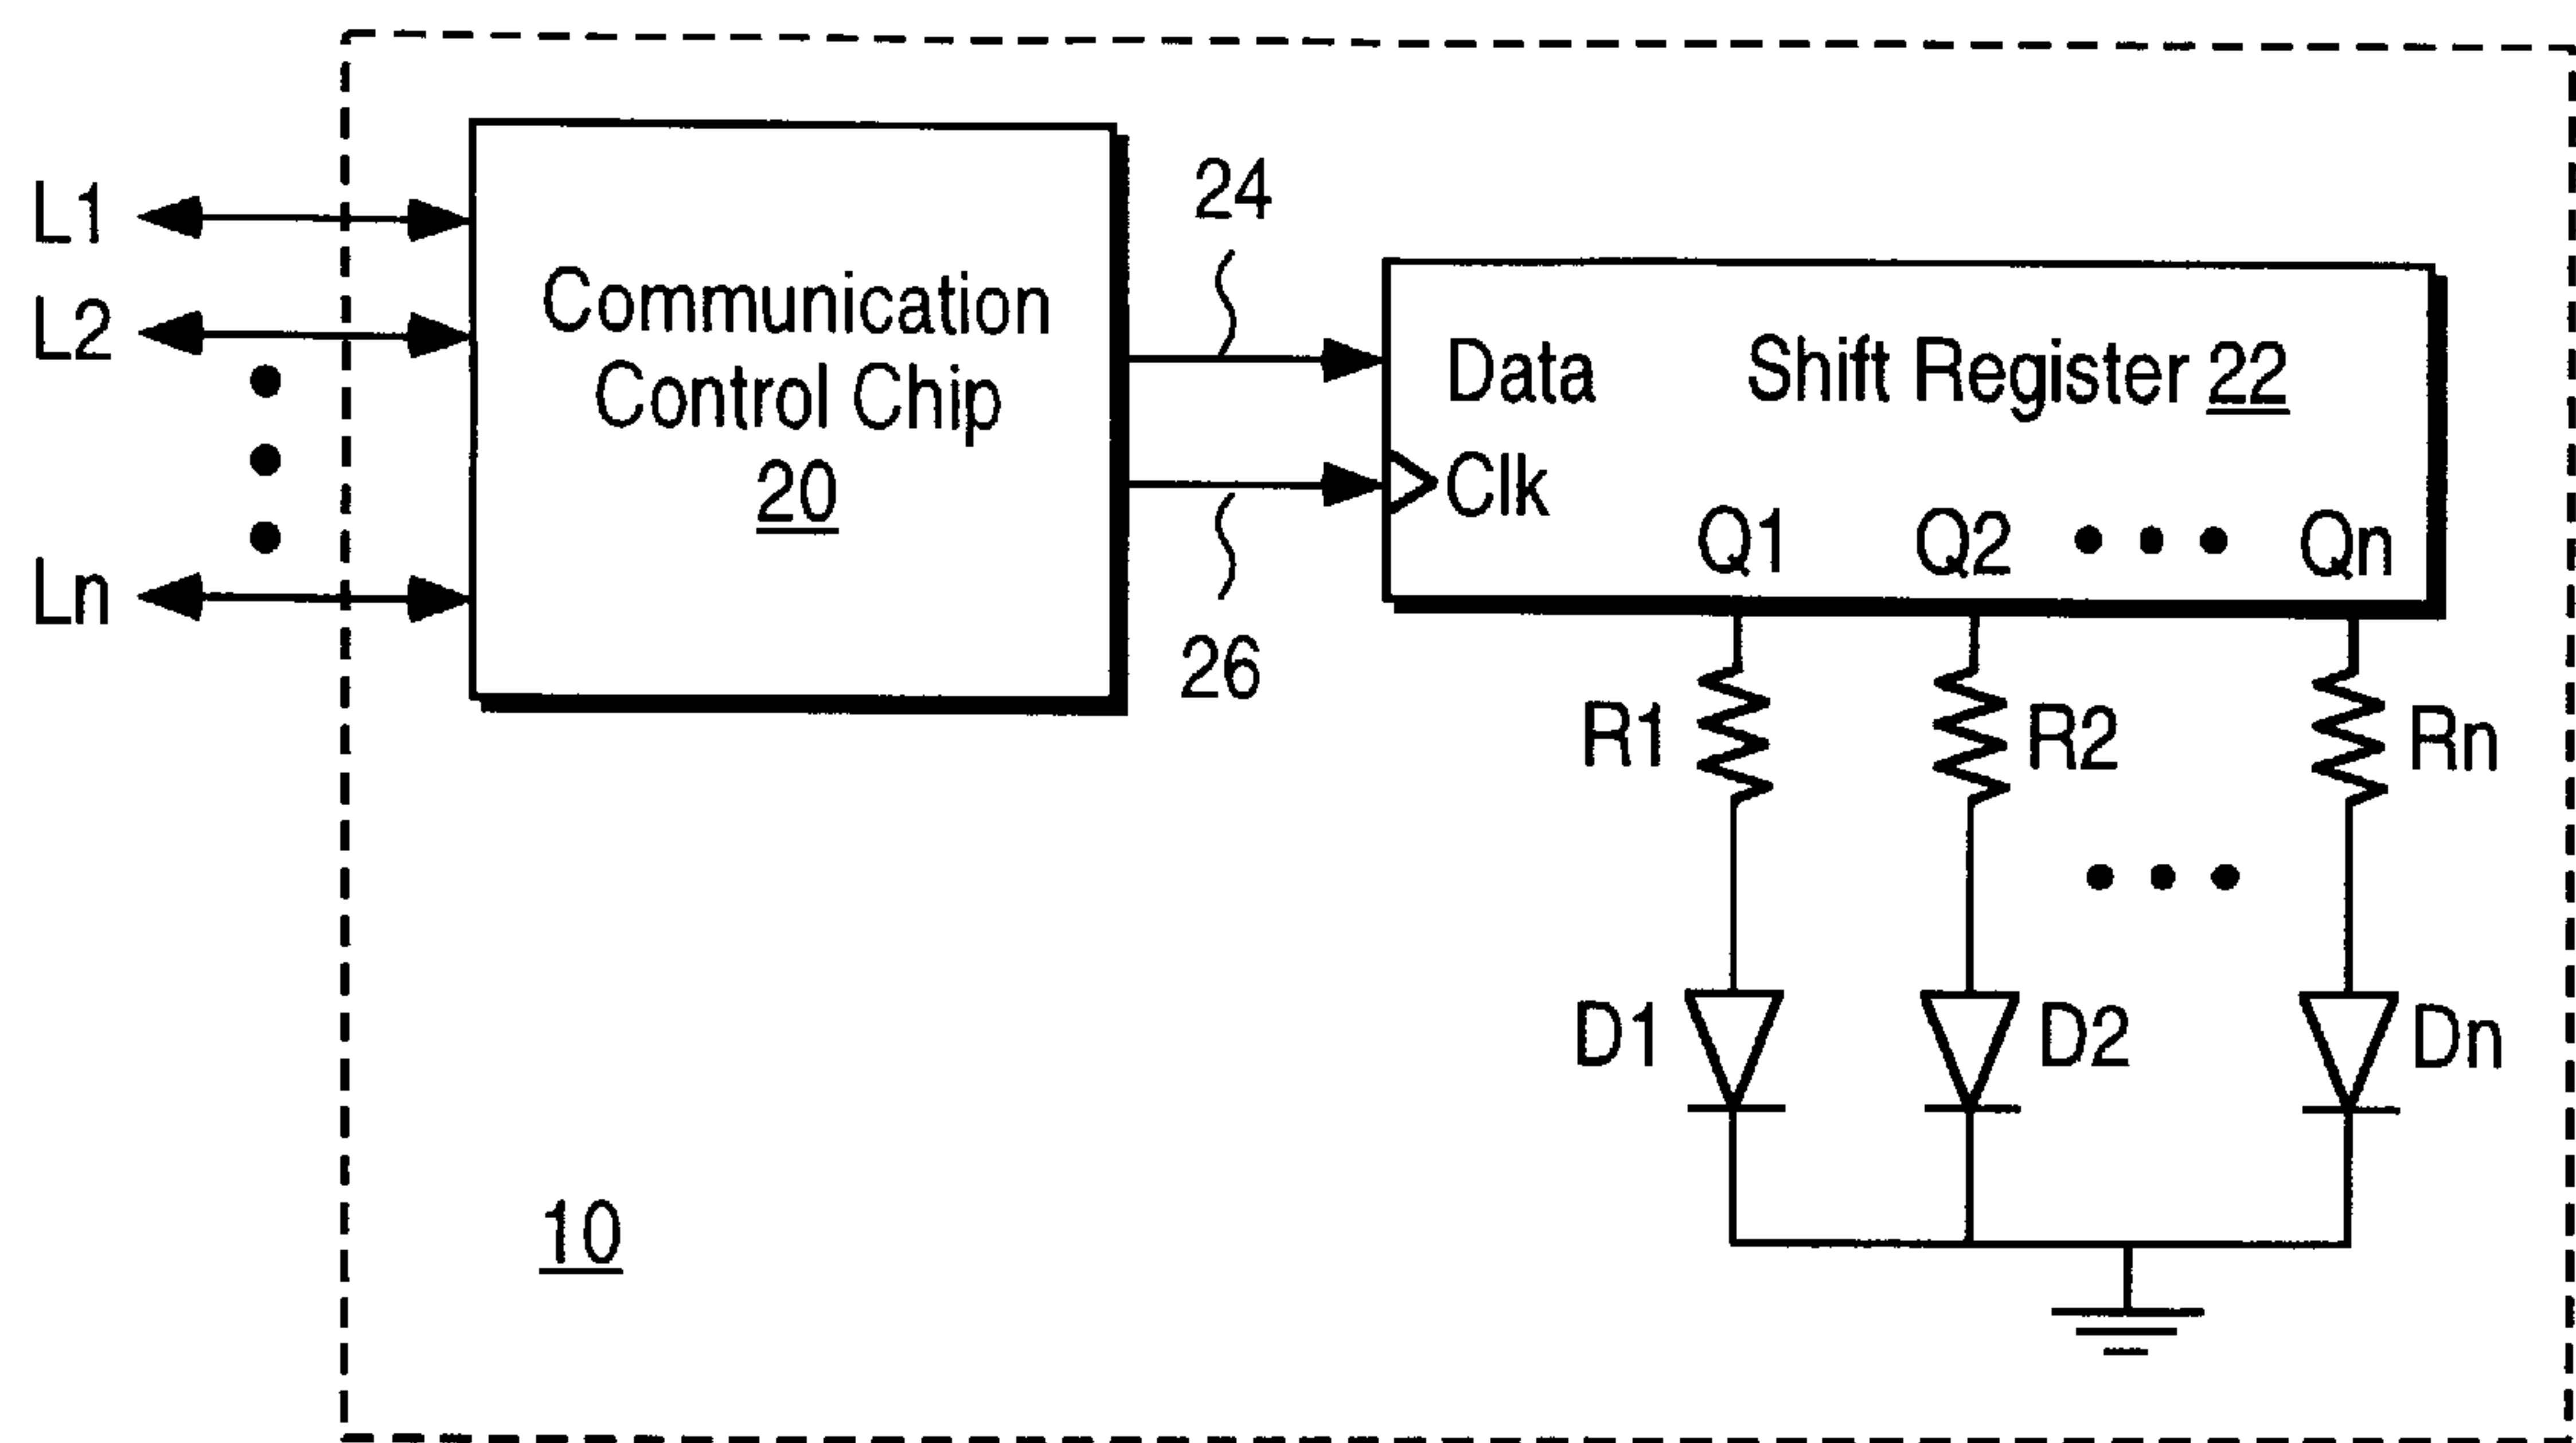 L1
L2
Ln
Communication
Control Chip
20
24
26
Data
Shift Register 22
Clk
Q1
Q2
Qn
R1
R2
Rn
D1
D2
Dn
10